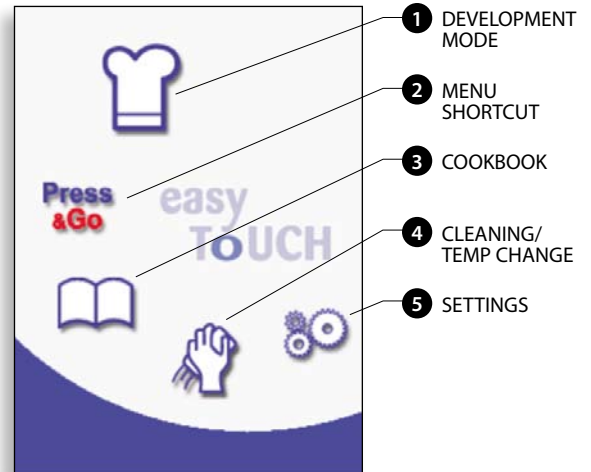 1 DEVELOPMENT
MODE
2 MENU
SHORTCUT
3 COOKBOOK
4 CLEANING/
TEMP CHANGE
5 SETTINGS
Press
&Go
easy
ToUCH